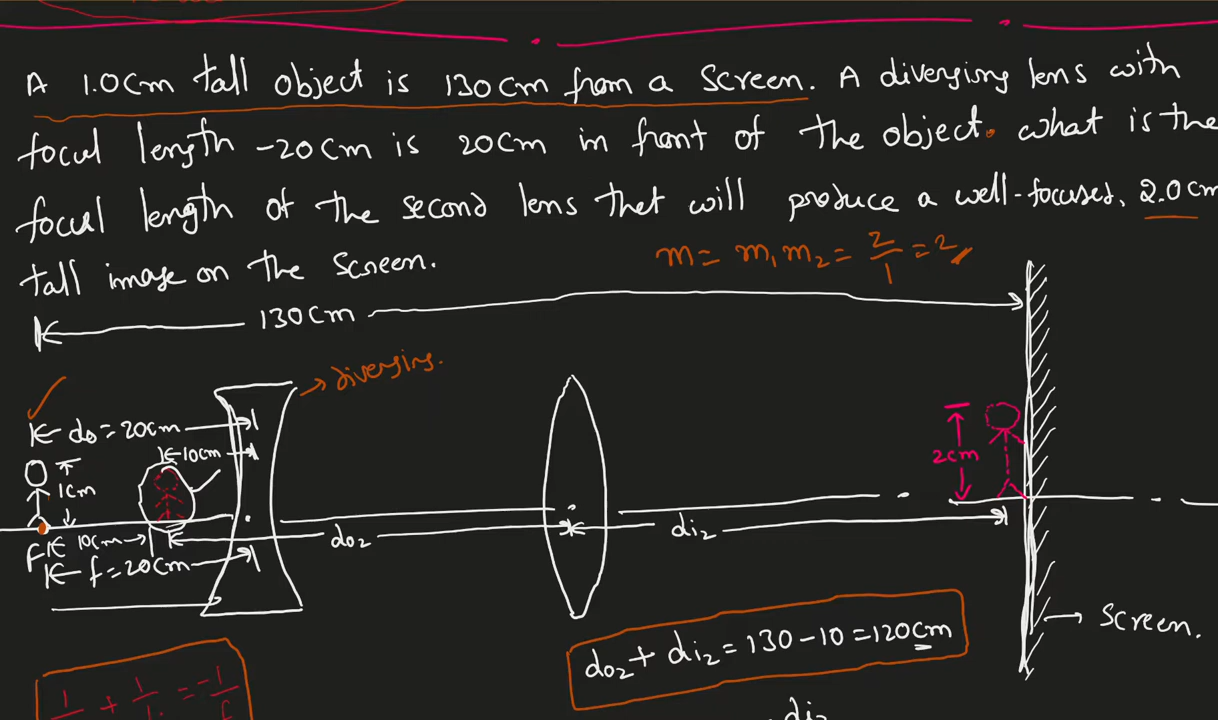 A 1.0cm tall object is 130cm from a screen. A diverging lens with
focal length -20cm is 20cm in front of the object. what is the
focal length of the second lens that will produce a well-focused, 2.0cm
tall image on the screen.
m = m₁ m₂ = 2/1 = 2
130cm
→ diverging.
do = 20cm
10cm
1cm
2cm
F
10cm
do₂
di₂
f = 20cm
→ Screen.
do₂ + di₂ = 130 - 10 = 120cm
di₂